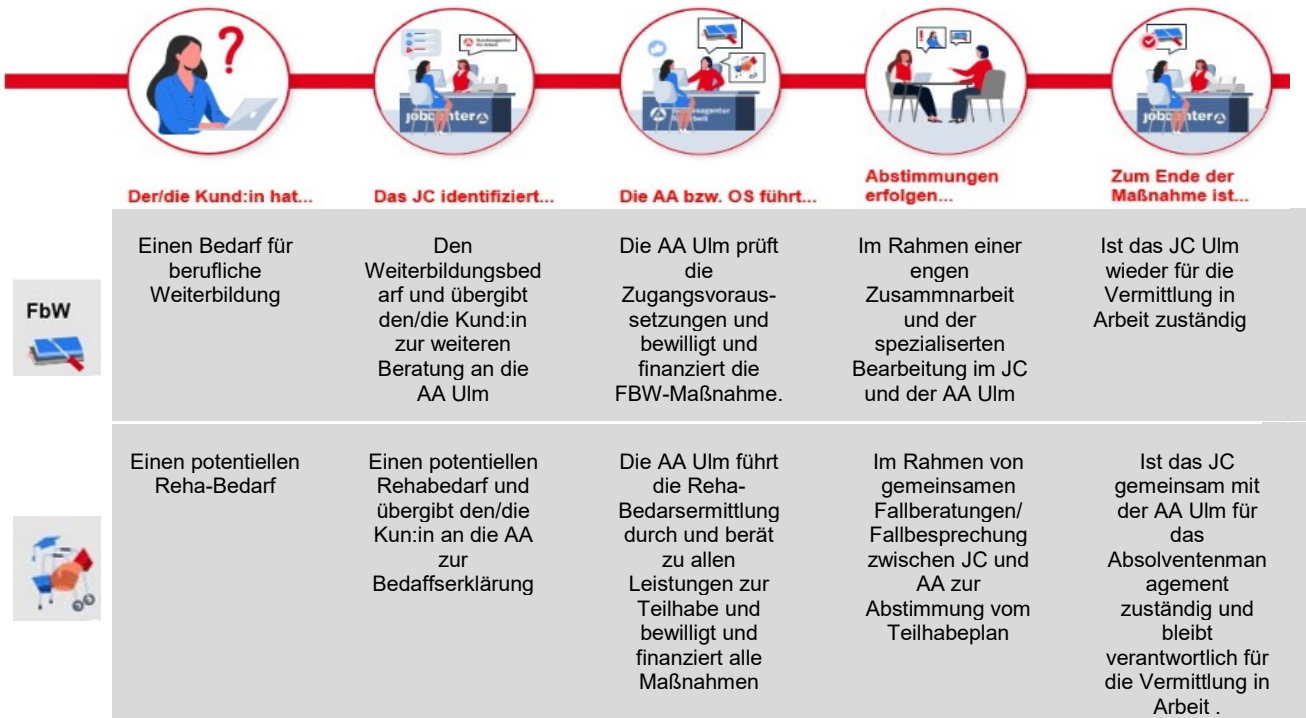 ?
Bundesagentur
für Arbeit
jobcenter
jobcenter
Der/die Kund:in hat...
Das JC identifiziert...
Die AA bzw. OS führt...
Abstimmungen
erfolgen...
Zum Ende der
Maßnahme ist...
FbW
Einen Bedarf für
berufliche
Weiterbildung
Den
Weiterbildungsbed
arf und übergibt
den/die Kund:in
zur weiteren
Beratung an die
AA Ulm
Die AA Ulm prüft
die
Zugangsvoraus-
setzungen und
bewilligt und
finanziert die
FBW-Maßnahme.
Im Rahmen einer
engen
Zusammnarbeit
und der
spezialiserten
Bearbeitung im JC
und der AA Ulm
Ist das JC Ulm
wieder für die
Vermittlung in
Arbeit zuständig
Einen potentiellen
Reha-Bedarf
Einen potentiellen
Rehabedarf und
übergibt den/die
Kun:in an die AA
zur
Bedaffserklärung
Die AA Ulm führt
die Reha-
Bedarsermittlung
durch und berät
zu allen
Leistungen zur
Teilhabe und
bewilligt und
finanziert alle
Maßnahmen
Im Rahmen von
gemeinsamen
Fallberatungen/
Fallbesprechung
zwischen JC und
AA zur
Abstimmung vom
Teilhabeplan
Ist das JC
gemeinsam mit
der AA Ulm für
das
Absolventenman
agement
zuständig und
bleibt
verantwortlich für
die Vermittlung in
Arbeit .